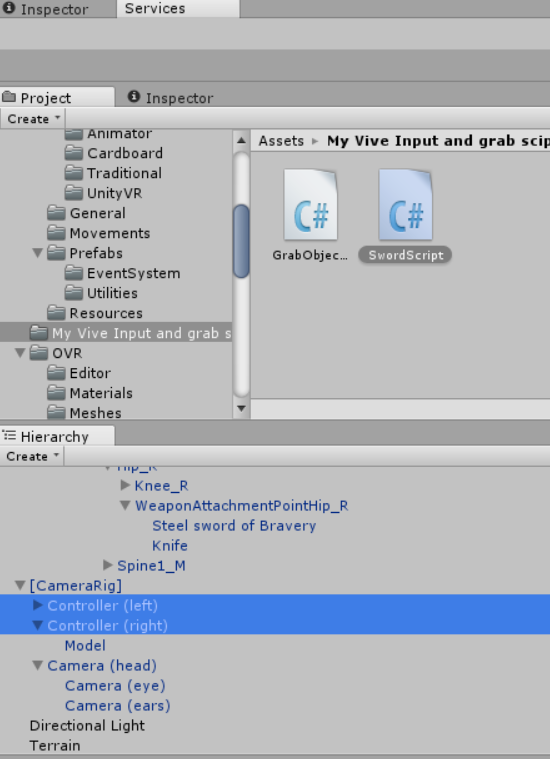 Inspector Services
Project Inspector
Create
Assets ▸ My Vive Input and grab scip
Animator
Cardboard
Traditional
UnityVR
General
Movements
Prefabs
EventSystem
Utilities
Resources
My Vive Input and grab s
OVR
Editor
Materials
Meshes
C# C#
GrabObjec... SwordScript
Hierarchy
Create
Hip_R
Knee_R
WeaponAttachmentPointHip_R
Steel sword of Bravery
Knife
Spine1_M
[CameraRig]
Controller (left)
Controller (right)
Model
Camera (head)
Camera (eye)
Camera (ears)
Directional Light
Terrain